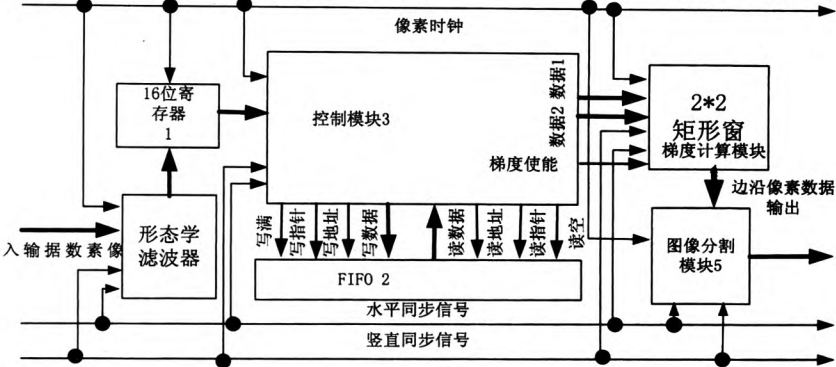 像素时钟
16位寄
存器
1
控制模块3
数据1
数据2
梯度使能
2*2
矩形窗
梯度计算模块
边沿像素数据
输出
形态学
滤波器
入输据数素像
写满
写指针
写地址
写数据
读数据
读地址
读指针
读空
FIFO 2
图像分割
模块5
水平同步信号
竖直同步信号